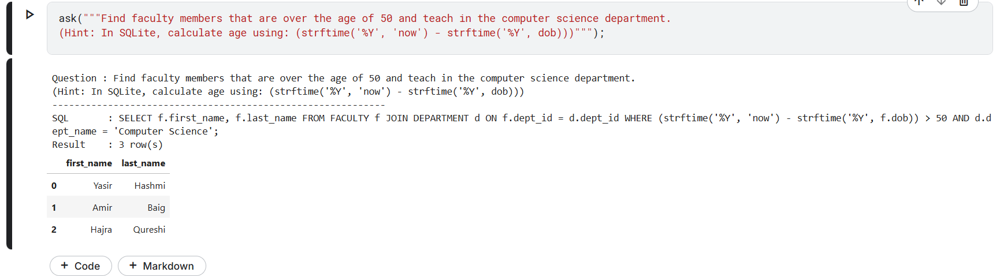 ask("""Find faculty members that are over the age of 50 and teach in the computer science department.
(Hint: In SQLite, calculate age using: (strftime('%Y', 'now') - strftime('%Y', dob)))""");
Question : Find faculty members that are over the age of 50 and teach in the computer science department.
(Hint: In SQLite, calculate age using: (strftime('%Y', 'now') - strftime('%Y', dob)))
------------------------------------------------------------
SQL       : SELECT f.first_name, f.last_name FROM FACULTY f JOIN DEPARTMENT d ON f.dept_id = d.dept_id WHERE (strftime('%Y', 'now') - strftime('%Y', f.dob)) > 50 AND d.d
ept_name = 'Computer Science';
Result    : 3 row(s)
first_name last_name
0 Yasir Hashmi
1 Amir Baig
2 Hajra Qureshi
+ Code + Markdown